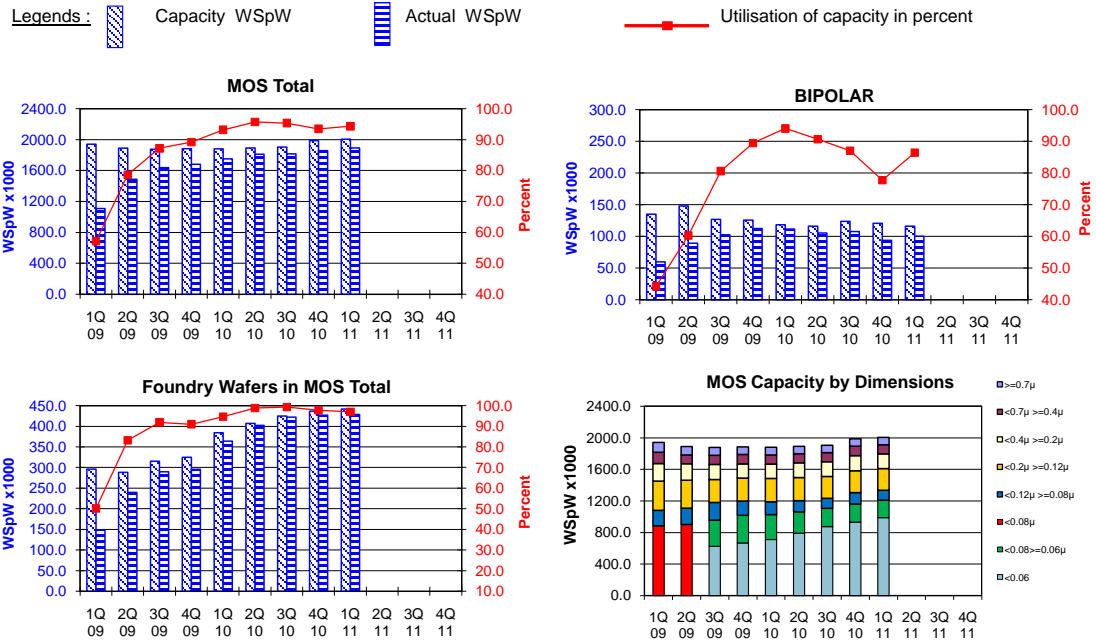 Legends :
Capacity WSpW
Actual WSpW
Utilisation of capacity in percent
MOS Total
WSpW x1000
2400.0
2000.0
1600.0
1200.0
800.0
400.0
0.0
100.0
90.0
80.0
70.0
60.0
50.0
40.0
Percent
1Q 2Q 3Q 4Q 1Q 2Q 3Q 4Q 1Q 2Q 3Q 4Q
09 09 09 09 10 10 10 10 11 11 11 11
BIPOLAR
WSpW x1000
300.0
250.0
200.0
150.0
100.0
50.0
0.0
100.0
90.0
80.0
70.0
60.0
50.0
40.0
Percent
1Q 2Q 3Q 4Q 1Q 2Q 3Q 4Q 1Q 2Q 3Q 4Q
09 09 09 09 10 10 10 10 11 11 11 11
Foundry Wafers in MOS Total
WSpW x1000
450.0
400.0
350.0
300.0
250.0
200.0
150.0
100.0
50.0
0.0
100.0
90.0
80.0
70.0
60.0
50.0
40.0
30.0
20.0
10.0
Percent
1Q 2Q 3Q 4Q 1Q 2Q 3Q 4Q 1Q 2Q 3Q 4Q
09 09 09 09 10 10 10 10 11 11 11 11
MOS Capacity by Dimensions
WSpW x1000
2400.0
2000.0
1600.0
1200.0
800.0
400.0
0.0
1Q 2Q 3Q 4Q 1Q 2Q 3Q 4Q 1Q 2Q 3Q 4Q
09 09 09 09 10 10 10 10 11 11 11 11
>=0.7µ
<0.7µ >=0.4µ
<0.4µ >=0.2µ
<0.2µ >=0.12µ
<0.12µ >=0.08µ
<0.08µ
<0.08>=0.06µ
<0.06